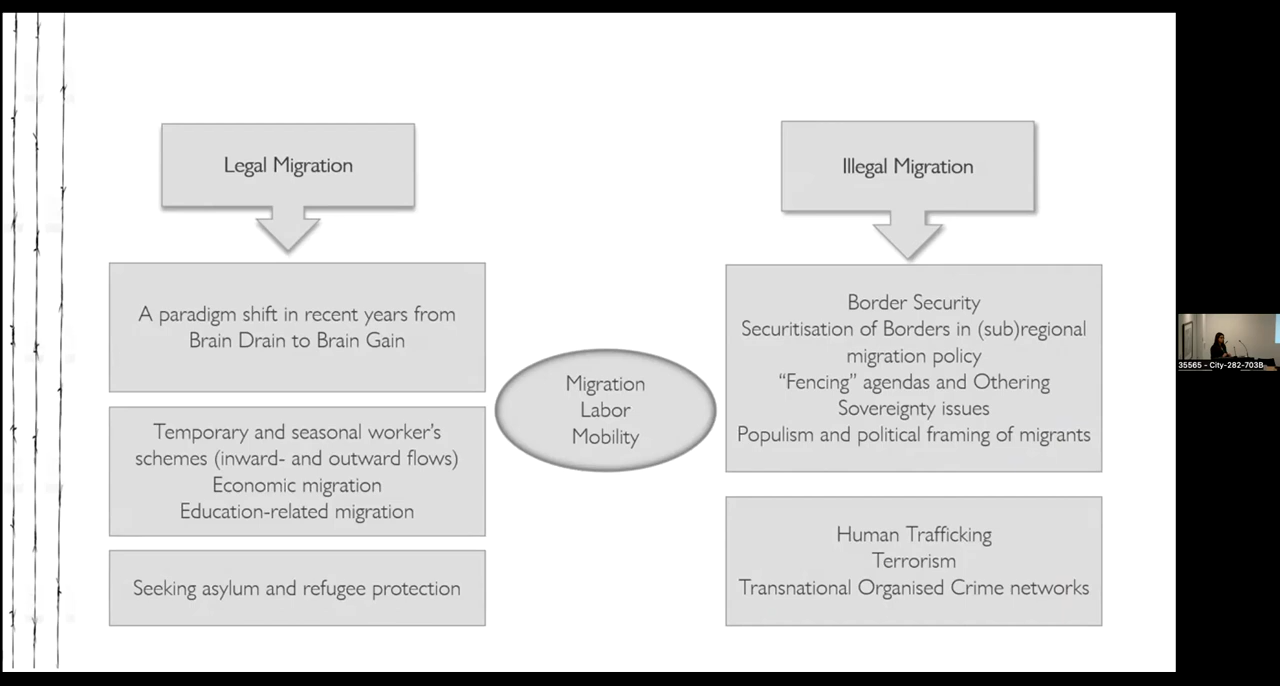 Legal Migration
A paradigm shift in recent years from
Brain Drain to Brain Gain
Temporary and seasonal worker's
schemes (inward- and outward flows)
Economic migration
Education-related migration
Seeking asylum and refugee protection
Migration
Labor
Mobility
Illegal Migration
Border Security
Securitisation of Borders in (sub)regional
migration policy
“Fencing” agendas and Othering
Sovereignty issues
Populism and political framing of migrants
Human Trafficking
Terrorism
Transnational Organised Crime networks
35565 - City-282-703B